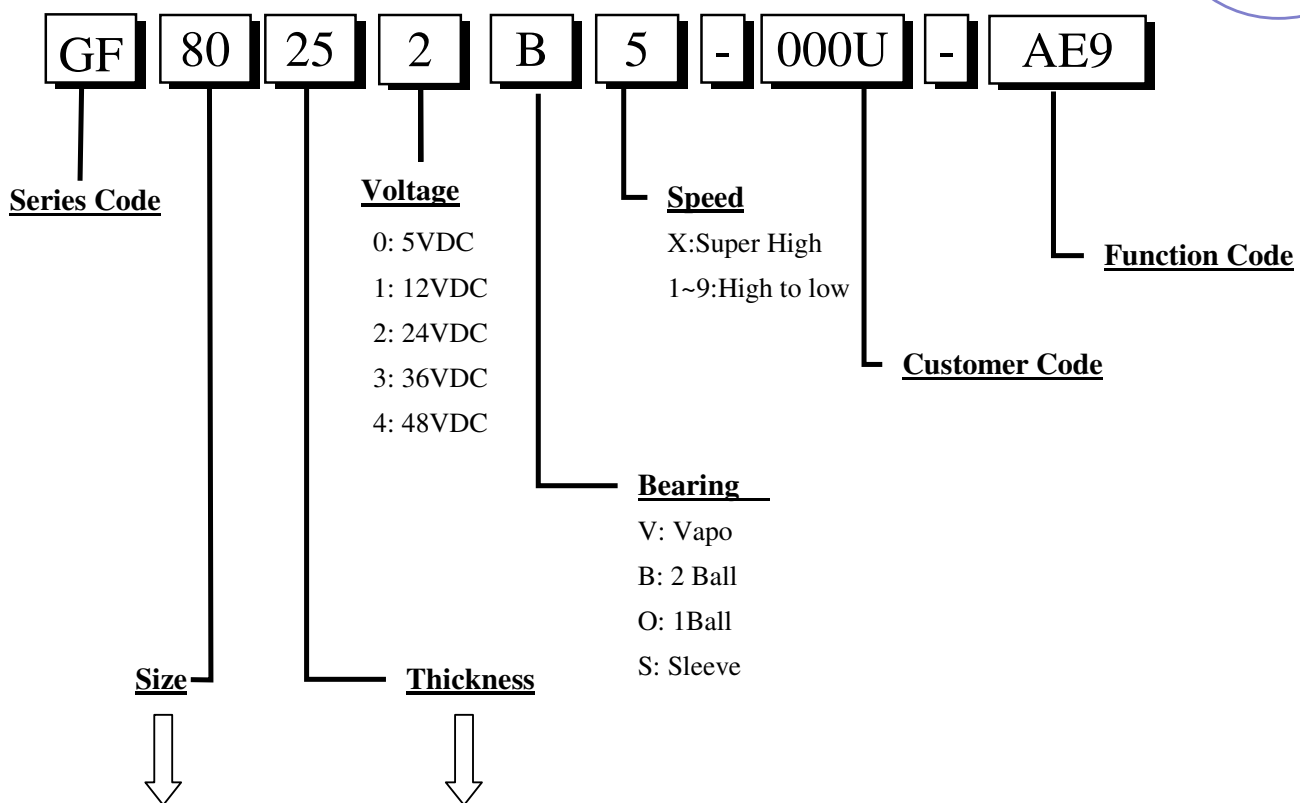 GF 80 25 2 B 5 - 000U - AE9
Series Code
Voltage
0: 5VDC
1: 12VDC
2: 24VDC
3: 36VDC
4: 48VDC
Speed
X:Super High
1~9:High to low
Function Code
Customer Code
Bearing
V: Vapo
B: 2 Ball
O: 1Ball
S: Sleeve
Size
Thickness